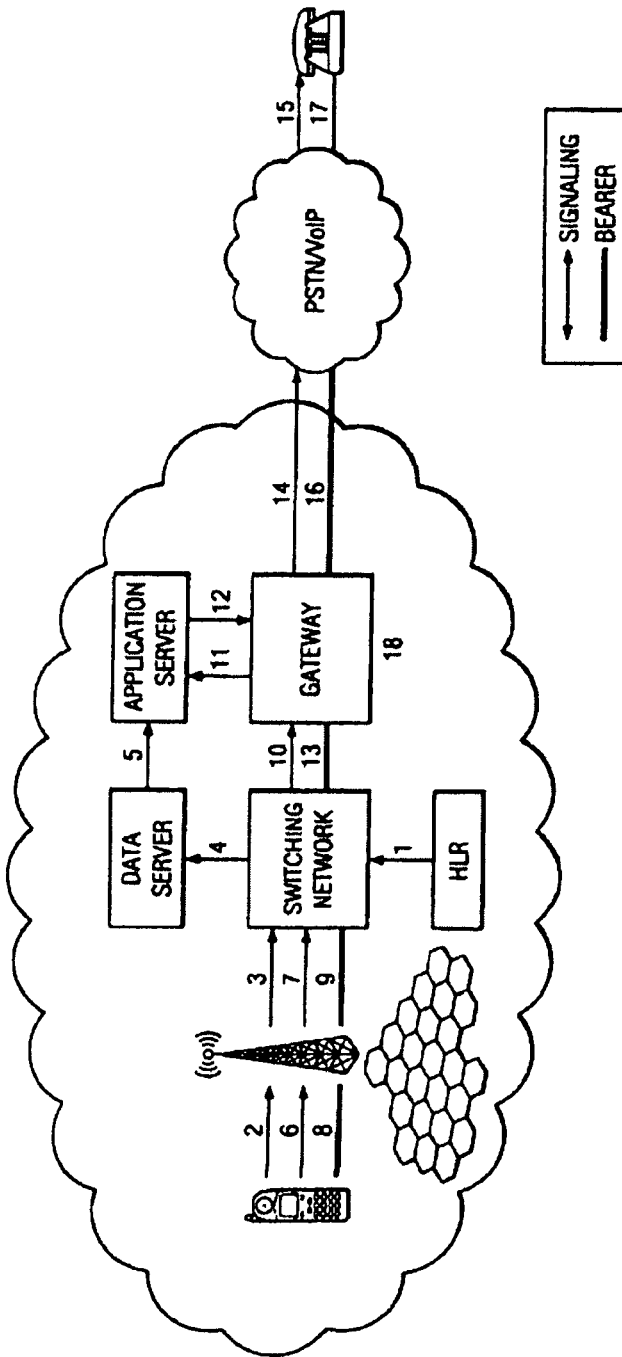 2
6
8
3
7
9
DATA
SERVER
4
SWITCHING
NETWORK
1
HLR
5
10
13
APPLICATION
SERVER
11
12
GATEWAY
18
14
16
PSTN/VoIP
15
17
SIGNALING
BEARER